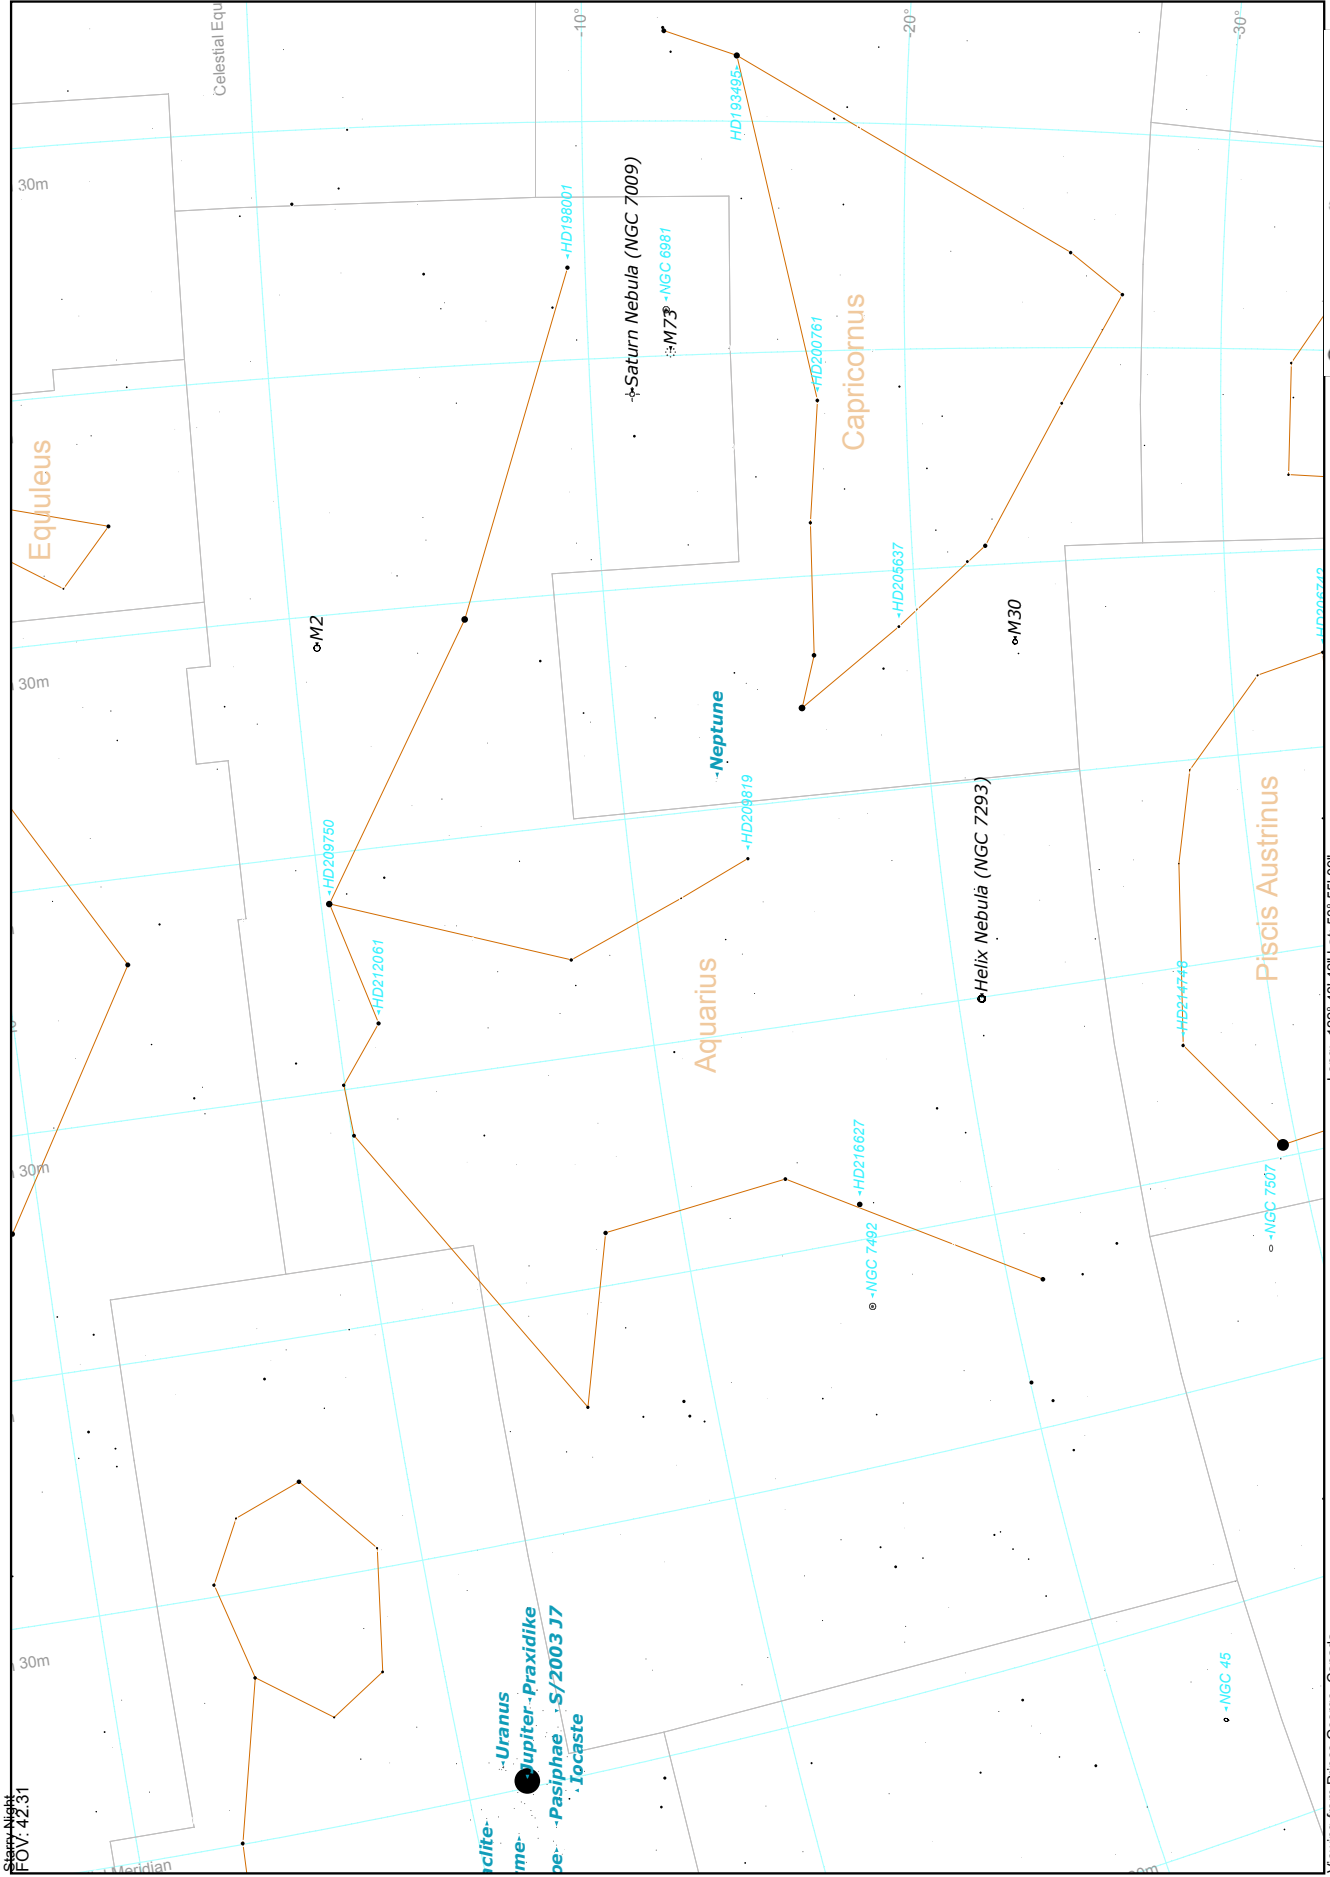 Celestial Equ
-10°
-20°
-30°
HD193495
30m
HD198001
Saturn Nebula (NGC 7009)
NGC 6981
M73
HD200761
Capricornus
Equuleus
HD205637
M2
M30
30m
Neptune
HD209819
HD209750
Helix Nebula (NGC 7293)
Piscis Austrinus
HD212061
Aquarius
HD214748
HD216627
NGC 7492
NGC 7507
30m
30m
Uranus
Jupiter
Praxidike
S/2003 J7
Pasiphae
Iocaste
NGC 45
Starry Night
FOV: 42.31
Meridian